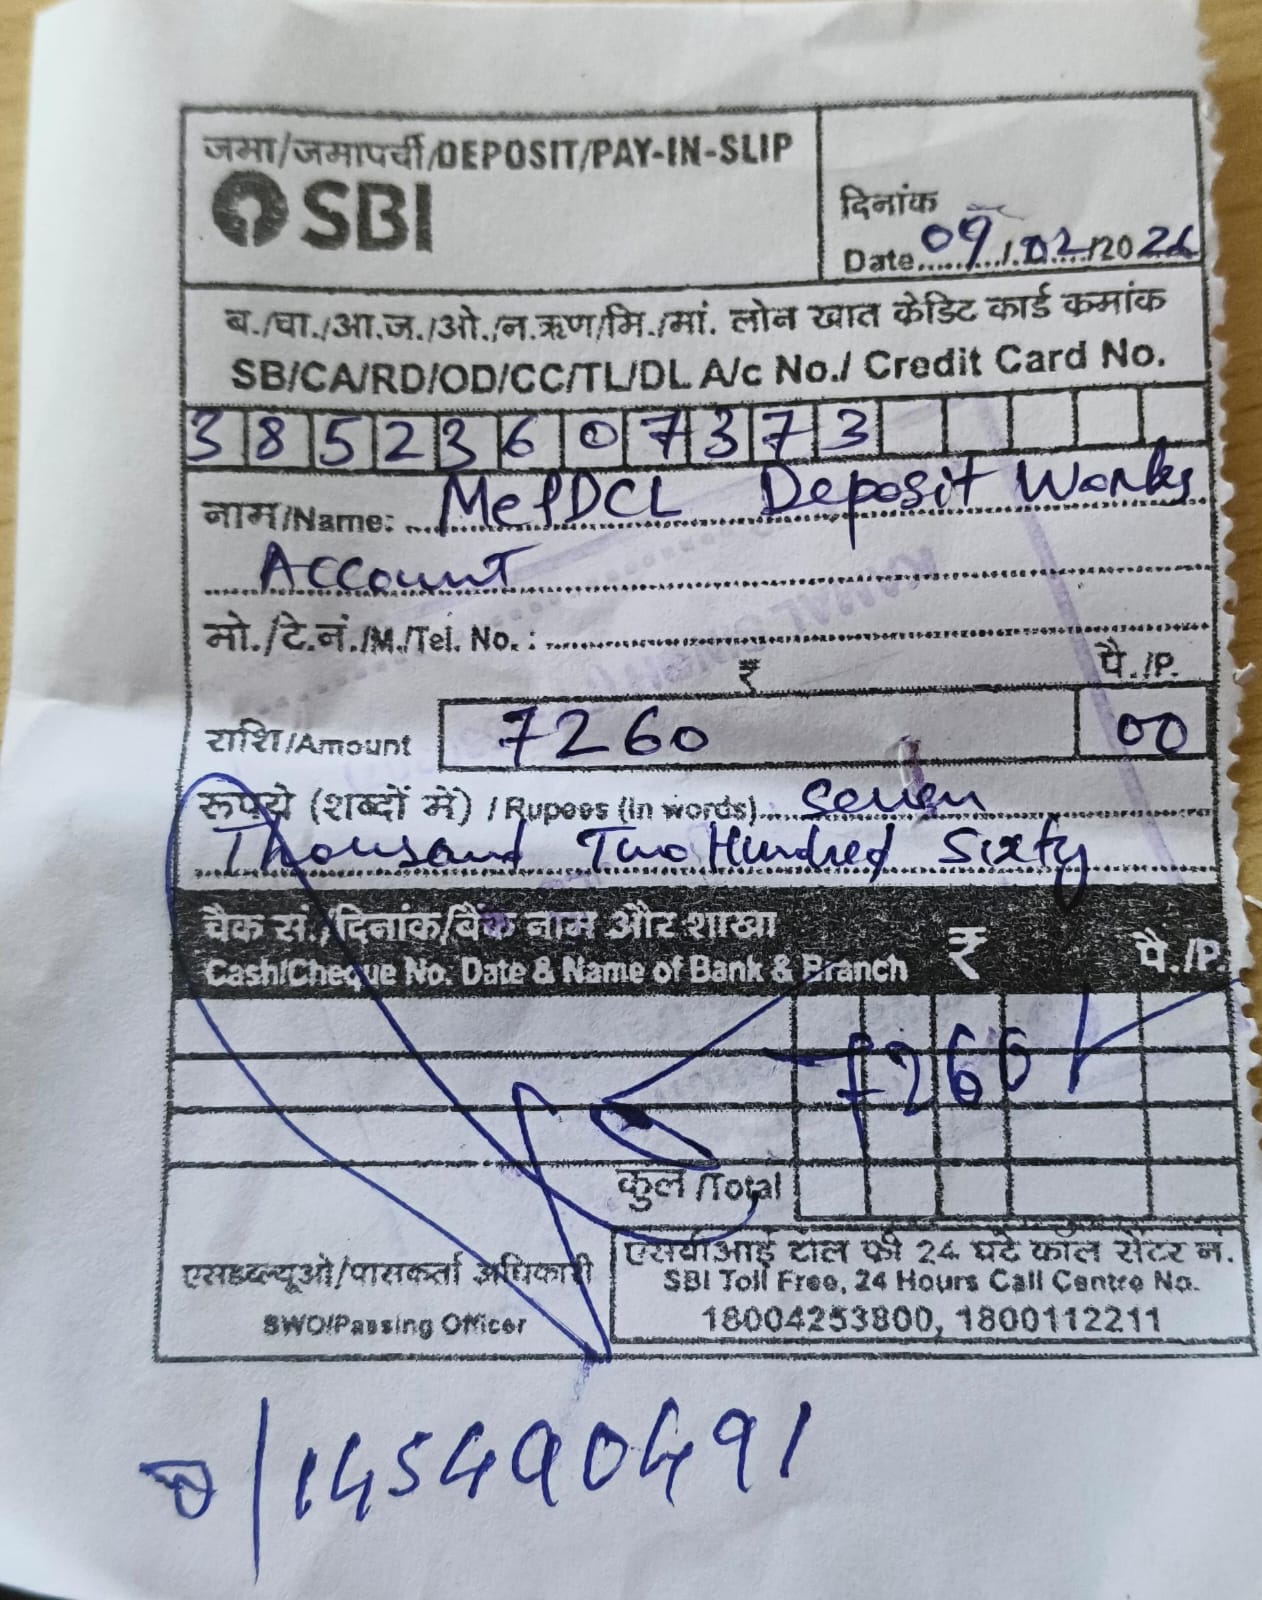 जमा/जमापर्ची/DEPOSIT/PAY-IN-SLIP
SBI
दिनांक
Date 09/02/2026
ब./चा./आ.ज./ओ./न.ऋण/मि./मां. लोन खात केडिट कार्ड कमांक
SB/CA/RD/OD/CC/TL/DL A/c No./ Credit Card No.
38523607373
नाम/Name: MePDCL Deposit Works
Account
मो./टे.नं./M./Tel. No. :
₹ पै./P.
राशि/Amount 7260 00
रूपये (शब्दों में) / Rupees (in words) Seven
Thousand Two Hundred Sixty
चैक सं./दिनांक/बैंक नाम और शाखा ₹ पै./P.
Cash/Cheque No. Date & Name of Bank & Branch
7260
कुल /Total
एसडब्ल्यूओ/पासकर्ता अधिकारी
SWO/Passing Officer
एसबीआई टोल फ्री 24 घंटे कॉल सेंटर नं.
SBI Toll Free, 24 Hours Call Centre No.
18004253800, 1800112211
145490491